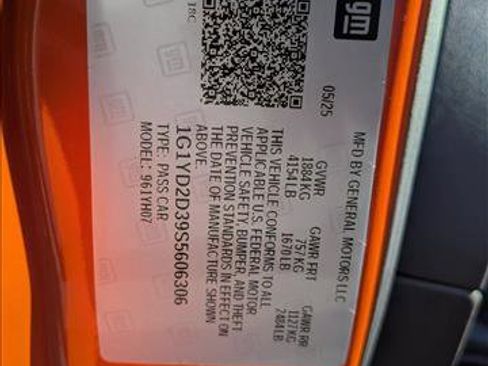 gm
18C
MFD BY GENERAL MOTORS LLC
05/25
GVWR GAWR FRT GAWR RR
1884 KG 757 KG 1127 KG
4154 LB 1670 LB 2484 LB
THIS VEHICLE CONFORMS TO ALL
APPLICABLE U.S. FEDERAL MOTOR
VEHICLE SAFETY, BUMPER, AND THEFT
PREVENTION STANDARDS IN EFFECT ON
THE DATE OF MANUFACTURE SHOWN
ABOVE.
1G1YD2D39S5606306
TYPE: PASS CAR
MODEL: 961YH07